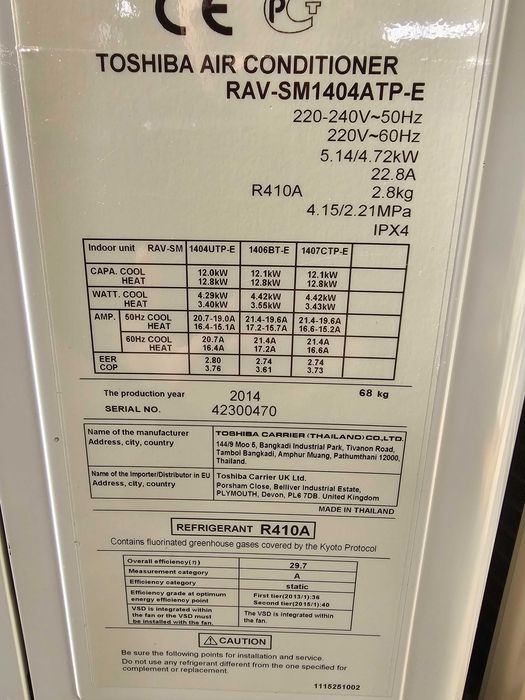 CE PCT
TOSHIBA AIR CONDITIONER
RAV-SM1404ATP-E
220-240V~50Hz
220V~60Hz
5.14/4.72kW
22.8A
R410A 2.8kg
4.15/2.21MPa
IPX4
Indoor unit RAV-SM 1404UTP-E 1406BT-E 1407CTP-E
CAPA. COOL 12.0kW 12.1kW 12.1kW
HEAT 12.8kW 12.8kW 12.8kW
WATT. COOL 4.29kW 4.42kW 4.42kW
HEAT 3.40kW 3.55kW 3.43kW
AMP. 50Hz COOL 20.7-19.0A 21.4-19.6A 21.4-19.6A
HEAT 16.4-15.1A 17.2-15.7A 16.6-15.2A
60Hz COOL 20.7A 21.4A 21.4A
HEAT 16.4A 17.2A 16.6A
EER 2.80 2.74 2.74
COP 3.76 3.61 3.73
The production year 2014 68 kg
SERIAL NO. 42300470
Name of the manufacturer TOSHIBA CARRIER (THAILAND) CO.,LTD.
Address, city, country 144/9 Moo 5, Bangkadi Industrial Park, Tivanon Road,
Tambol Bangkadi, Amphur Muang, Pathumthani 12000,
Thailand.
Name of the Importer/Distributor in EU Toshiba Carrier UK Ltd.
Address, city, country Porsham Close, Belliver Industrial Estate,
PLYMOUTH, Devon, PL6 7DB. United Kingdom
MADE IN THAILAND
REFRIGERANT R410A
Contains fluorinated greenhouse gases covered by the Kyoto Protocol
Overall efficiency(η) 29.7
Measurement category A
Efficiency category static
Efficiency grade at optimum First tier(2013/1):36
energy efficiency point Second tier(2015/1):40
VSD is integrated within The VSD is integrated within
the fan or the VSD must the fan.
be installed with the fan.
⚠ CAUTION
Be sure the following points for installation and service.
Do not use any refrigerant different from the one specified for
complement or replacement.
1115251002